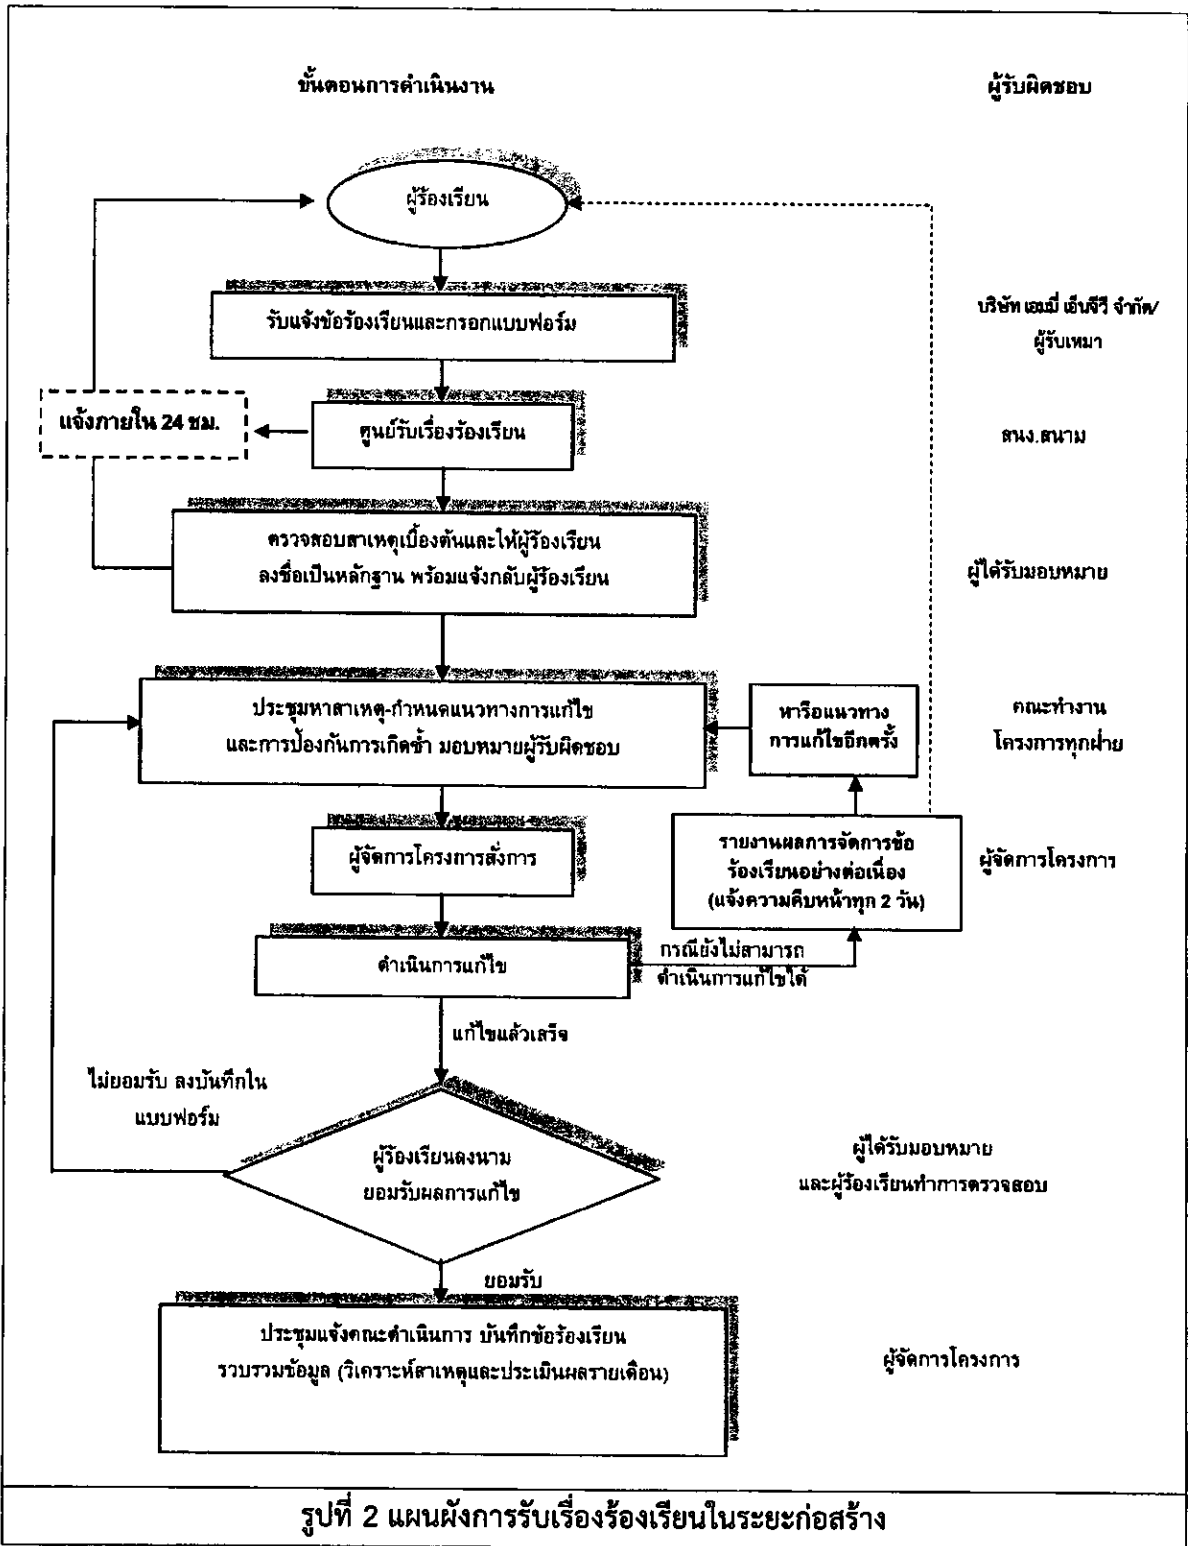 ขั้นตอนการดำเนินงาน
ผู้รับผิดชอบ
ผู้ร้องเรียน
รับแจ้งข้อร้องเรียนและกรอกแบบฟอร์ม
บริษัท เอมมี่ เอ็นจีวี จำกัด/
ผู้รับเหมา
แจ้งภายใน 24 ชม.
ศูนย์รับเรื่องร้องเรียน
สนง.สนาม
ตรวจสอบสาเหตุเบื้องต้นและให้ผู้ร้องเรียน
ลงชื่อเป็นหลักฐาน พร้อมแจ้งกลับผู้ร้องเรียน
ผู้ได้รับมอบหมาย
ประชุมหาสาเหตุ-กำหนดแนวทางการแก้ไข
และการป้องกันการเกิดซ้ำ มอบหมายผู้รับผิดชอบ
หารือแนวทาง
การแก้ไขอีกครั้ง
คณะทำงาน
โครงการทุกฝ่าย
ผู้จัดการโครงการสั่งการ
รายงานผลการจัดการข้อ
ร้องเรียนอย่างต่อเนื่อง
(แจ้งความคืบหน้าทุก 2 วัน)
ผู้จัดการโครงการ
ดำเนินการแก้ไข
กรณียังไม่สามารถ
ดำเนินการแก้ไขได้
แก้ไขแล้วเสร็จ
ไม่ยอมรับ ลงบันทึกใน
แบบฟอร์ม
ผู้ร้องเรียนลงนาม
ยอมรับผลการแก้ไข
ผู้ได้รับมอบหมาย
และผู้ร้องเรียนทำการตรวจสอบ
ยอมรับ
ประชุมแจ้งคณะดำเนินการ บันทึกข้อร้องเรียน
รวบรวมข้อมูล (วิเคราะห์สาเหตุและประเมินผลรายเดือน)
ผู้จัดการโครงการ
รูปที่ 2 แผนผังการรับเรื่องร้องเรียนในระยะก่อสร้าง